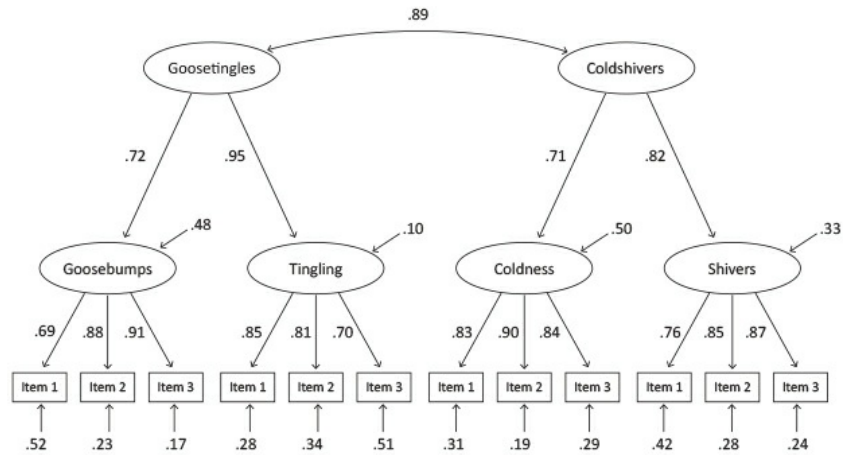 .89
Goosetingles Coldshivers
.72 .95 .71 .82
.48 .10 .50 .33
Goosebumps Tingling Coldness Shivers
.69 .88 .91 .85 .81 .70 .83 .90 .84 .76 .85 .87
Item 1 Item 2 Item 3 Item 1 Item 2 Item 3 Item 1 Item 2 Item 3 Item 1 Item 2 Item 3
.52 .23 .17 .28 .34 .51 .31 .19 .29 .42 .28 .24